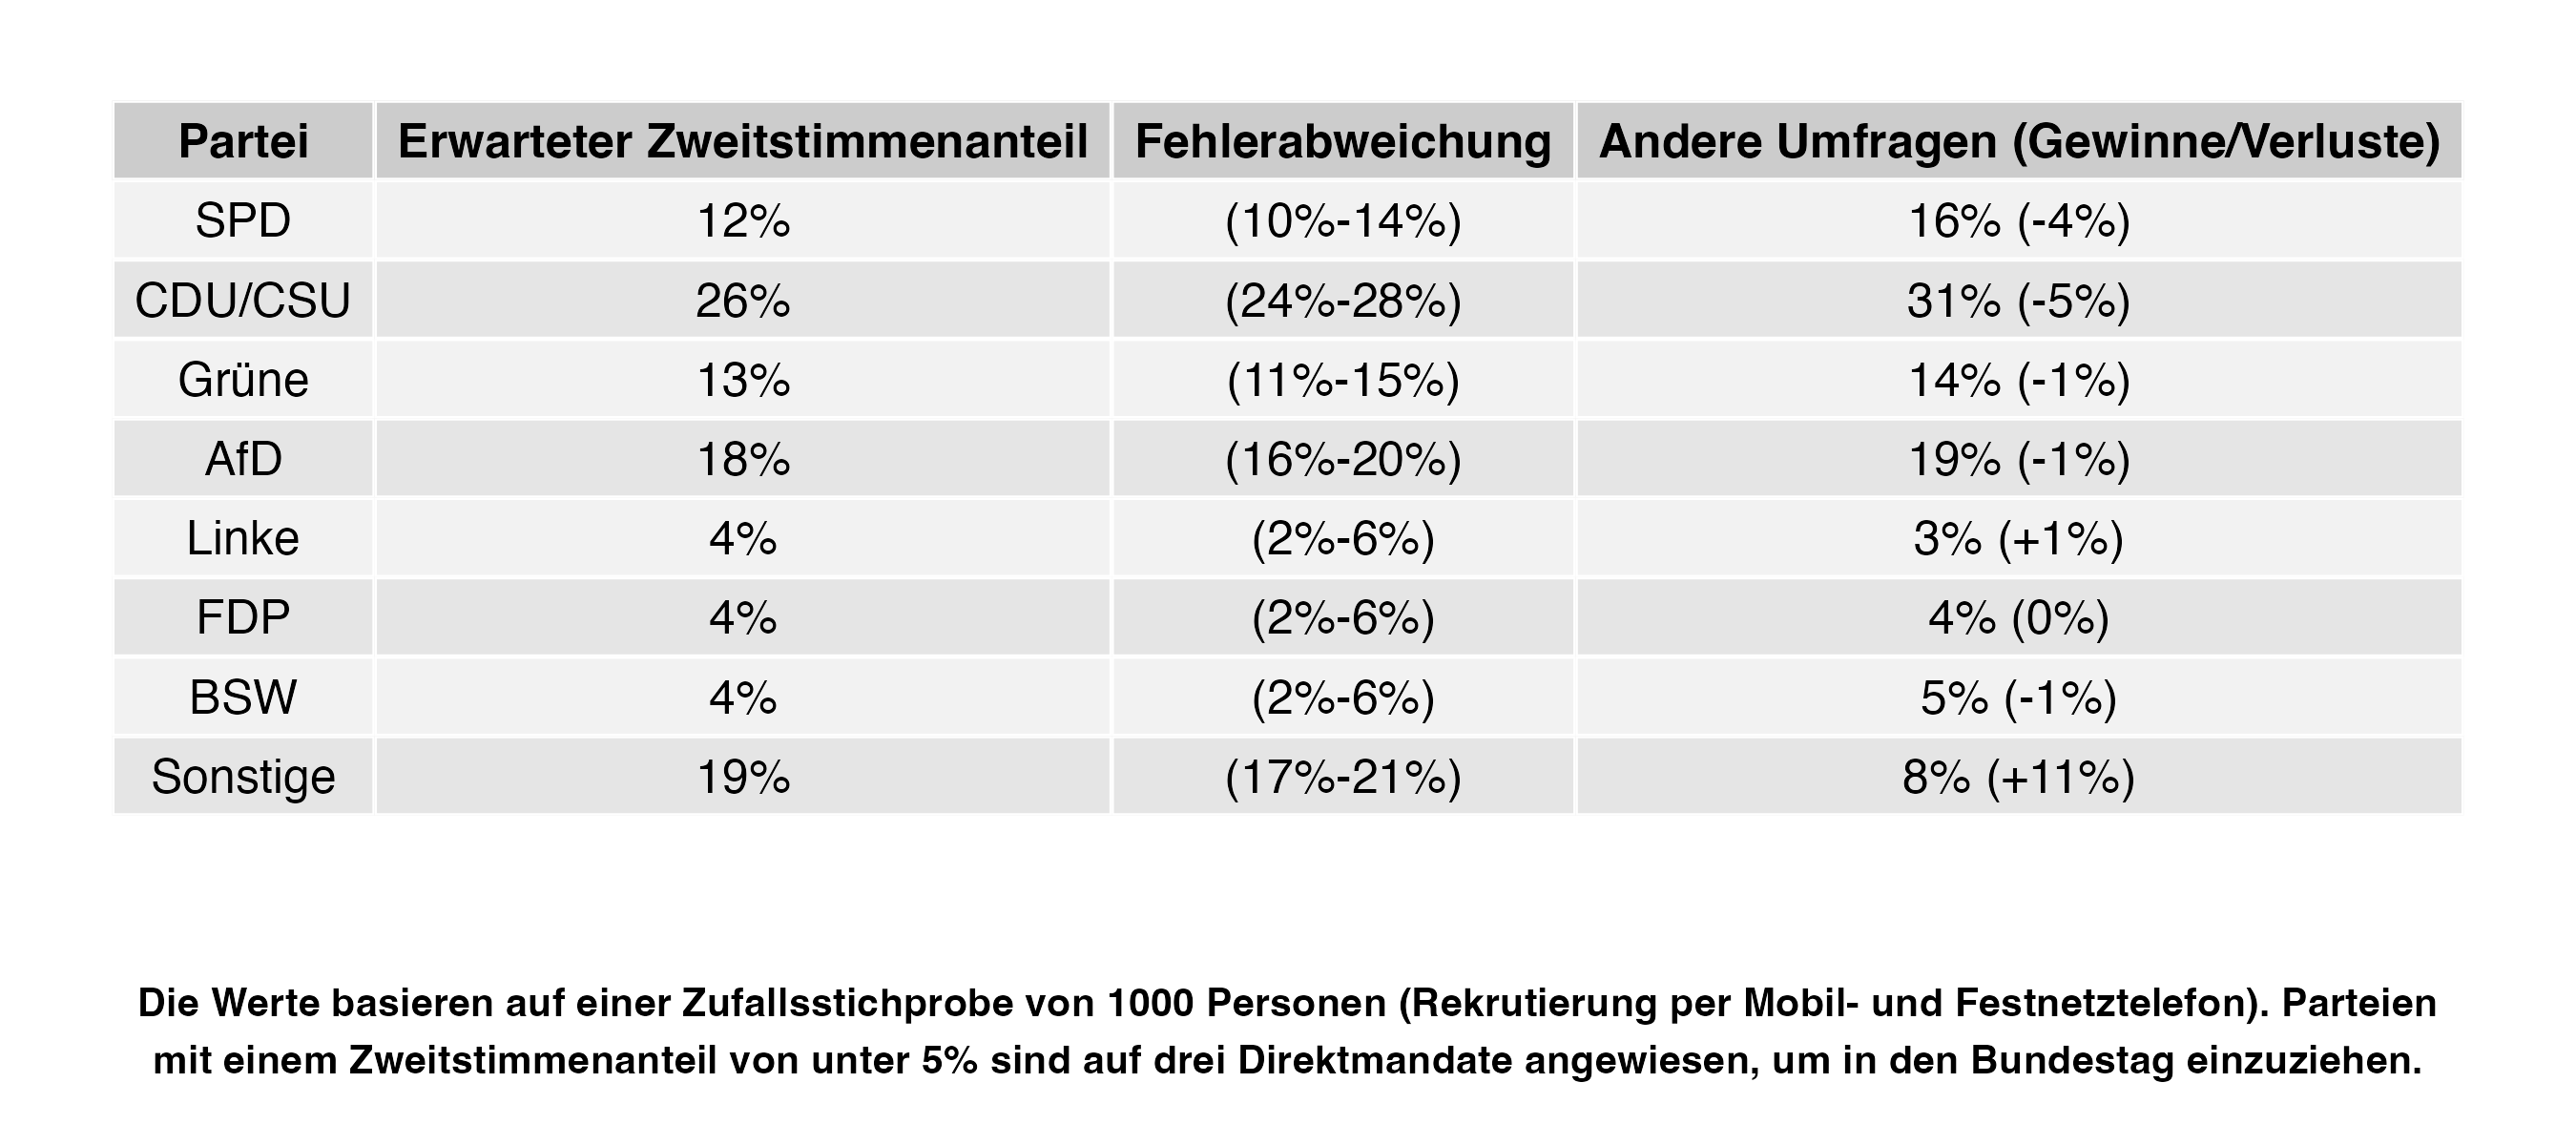 Partei Erwarteter Zweitstimmenanteil Fehlerabweichung Andere Umfragen (Gewinne/Verluste)
SPD 12% (10%-14%) 16% (-4%)
CDU/CSU 26% (24%-28%) 31% (-5%)
Grüne 13% (11%-15%) 14% (-1%)
AfD 18% (16%-20%) 19% (-1%)
Linke 4% (2%-6%) 3% (+1%)
FDP 4% (2%-6%) 4% (0%)
BSW 4% (2%-6%) 5% (-1%)
Sonstige 19% (17%-21%) 8% (+11%)
Die Werte basieren auf einer Zufallsstichprobe von 1000 Personen (Rekrutierung per Mobil- und Festnetztelefon). Parteien
mit einem Zweitstimmenanteil von unter 5% sind auf drei Direktmandate angewiesen, um in den Bundestag einzuziehen.